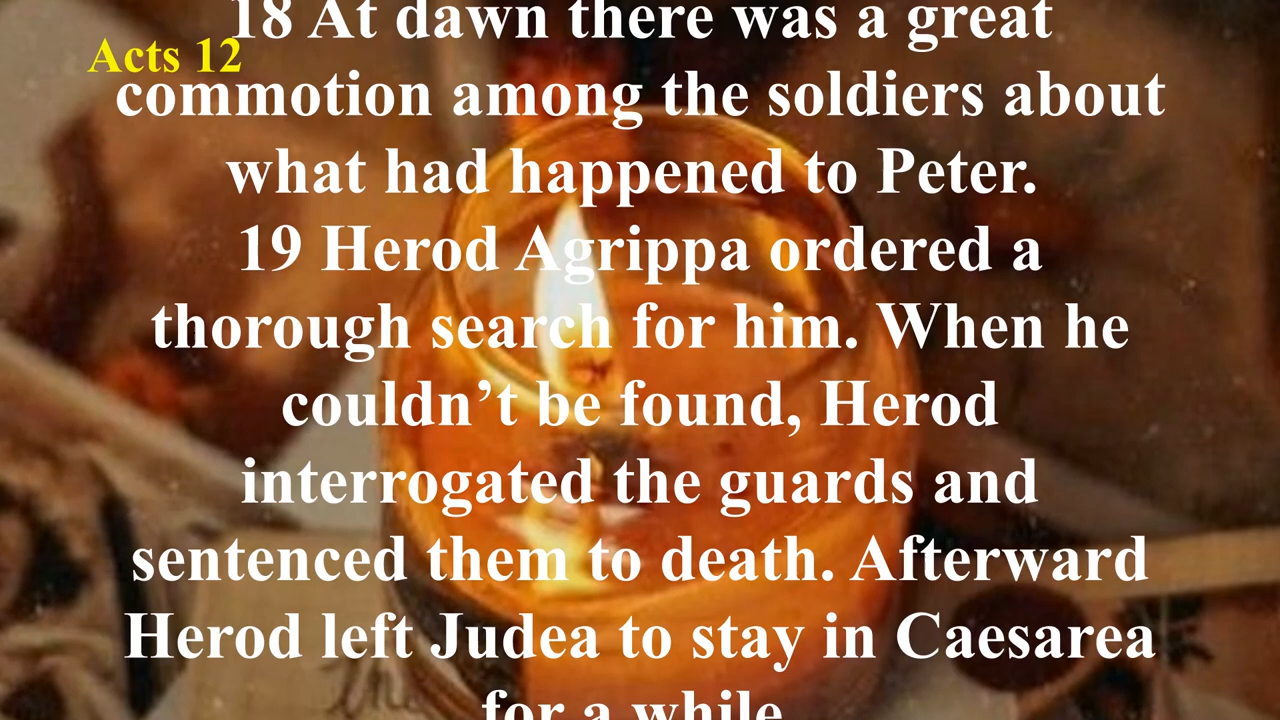 Acts 12
18 At dawn there was a great
commotion among the soldiers about
what had happened to Peter.
19 Herod Agrippa ordered a
thorough search for him. When he
couldn’t be found, Herod
interrogated the guards and
sentenced them to death. Afterward
Herod left Judea to stay in Caesarea
for a while
the